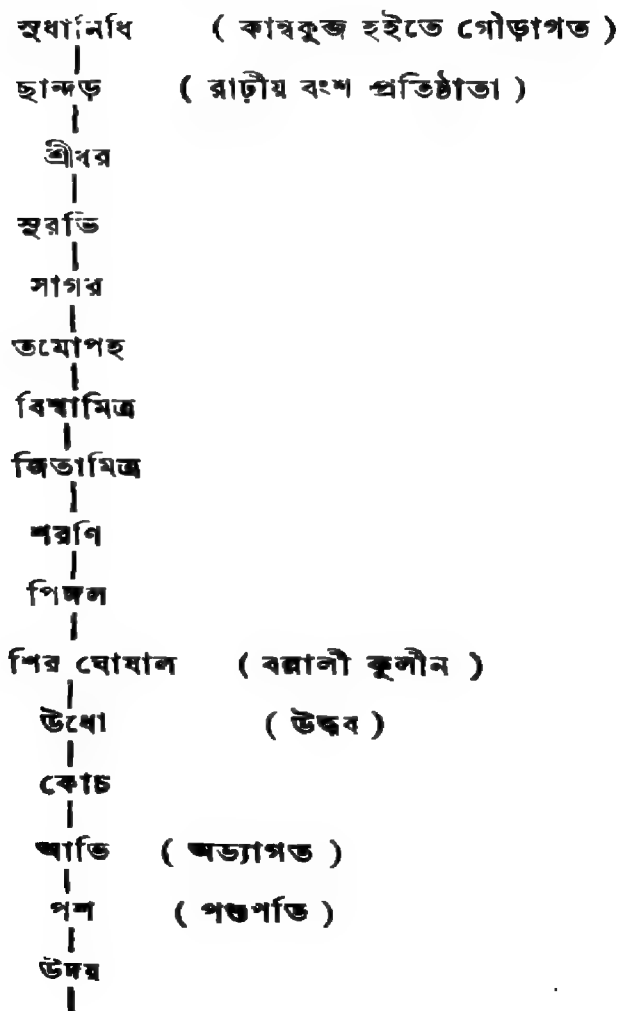 সুধানিধি ( কান্বকুব্জ হইতে গৌড়াগত )
ছান্দড় ( রাঢ়ীয় বংশ প্রতিষ্ঠাতা )
শ্রীধর
সুরভি
সাগর
তমোপহ
বিশ্বামিত্র
জিতামিত্র
শরণি
পিঙ্গল
শির ঘোষাল ( বল্লালী কুলীন )
উধো ( উদ্ধব )
কোচ
আভি ( অভ্যাগত )
পশ ( পশুপতি )
উদয়